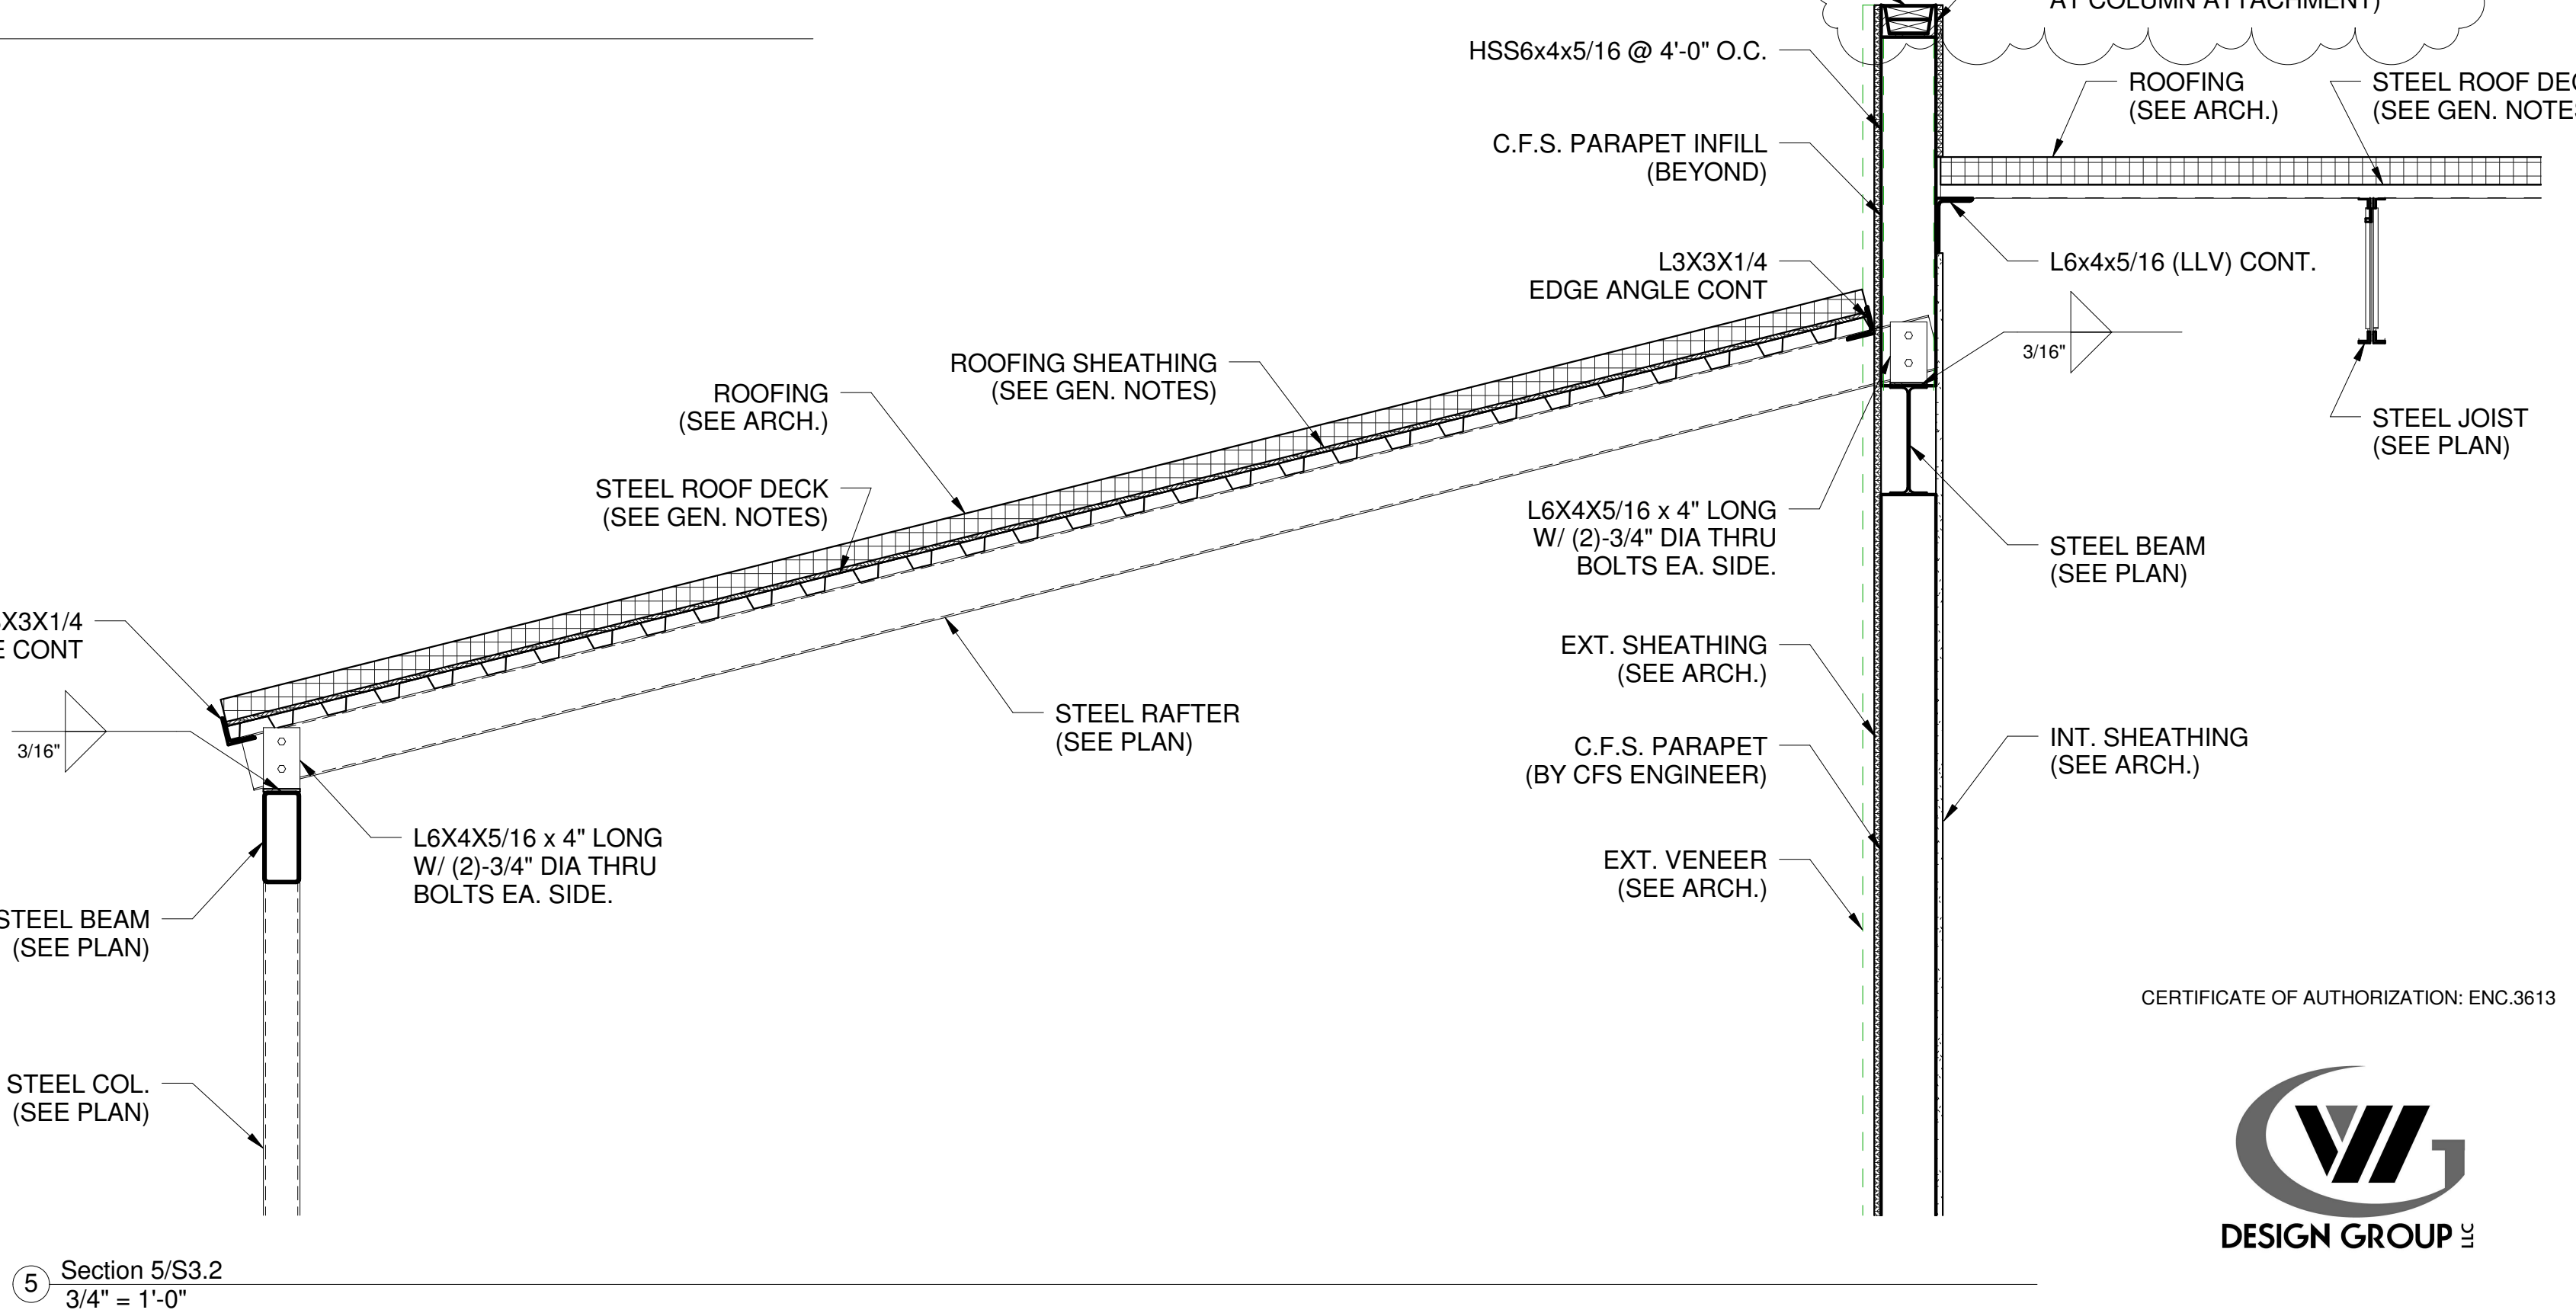 AT COLUMN ATTACHMENT)
HSS6x4x5/16 @ 4'-0" O.C.
ROOFING
(SEE ARCH.)
STEEL ROOF
(SEE GEN.
C.F.S. PARAPET INFILL
(BEYOND)
L3X3X1/4
EDGE ANGLE CONT
L6x4x5/16 (LLV) CONT.
3/16"
ROOFING SHEATHING
(SEE GEN. NOTES)
ROOFING
(SEE ARCH.)
STEEL JOIST
(SEE PLAN)
STEEL ROOF DECK
(SEE GEN. NOTES)
L6X4X5/16 x 4" LONG
W/ (2)-3/4" DIA THRU
BOLTS EA. SIDE.
STEEL BEAM
(SEE PLAN)
X3X1/4
CONT
EXT. SHEATHING
(SEE ARCH.)
STEEL RAFTER
(SEE PLAN)
3/16"
C.F.S. PARAPET
(BY CFS ENGINEER)
INT. SHEATHING
(SEE ARCH.)
L6X4X5/16 x 4" LONG
W/ (2)-3/4" DIA THRU
BOLTS EA. SIDE.
EXT. VENEER
(SEE ARCH.)
STEEL BEAM
(SEE PLAN)
CERTIFICATE OF AUTHORIZATION: ENC.3613
STEEL COL.
(SEE PLAN)
DESIGN GROUP LLC
5
Section 5/S3.2
3/4" = 1'-0"